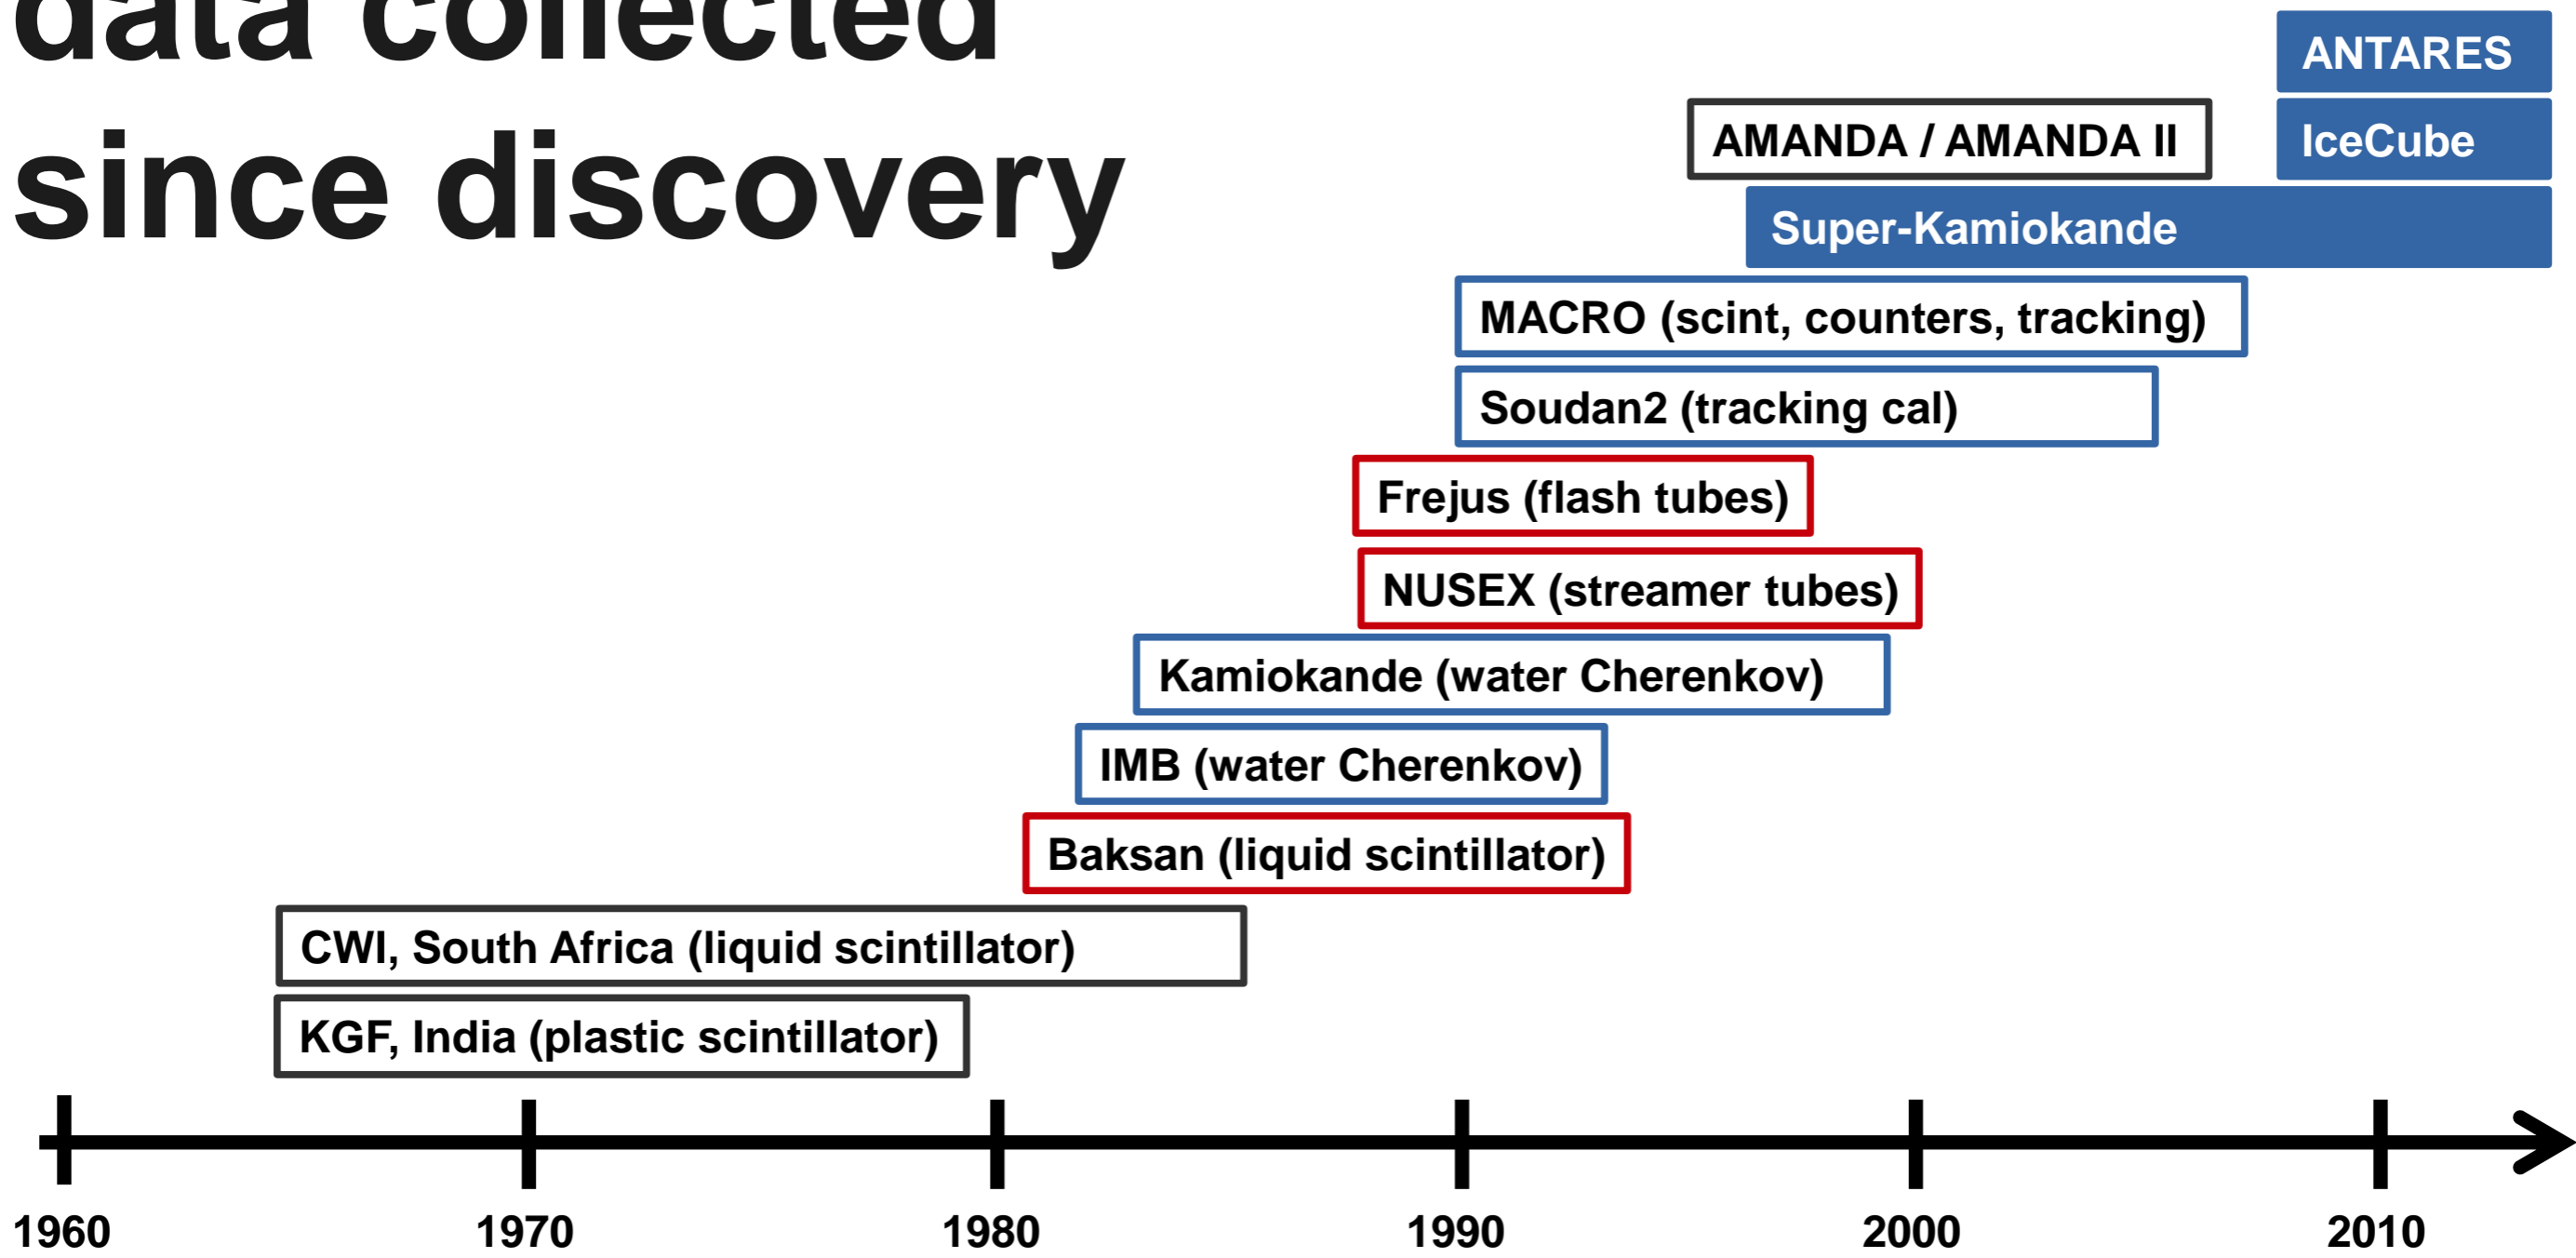 data collected
since discovery
ANTARES
AMANDA / AMANDA II
IceCube
Super-Kamiokande
MACRO (scint, counters, tracking)
Soudan2 (tracking cal)
Frejus (flash tubes)
NUSEX (streamer tubes)
Kamiokande (water Cherenkov)
IMB (water Cherenkov)
Baksan (liquid scintillator)
CWI, South Africa (liquid scintillator)
KGF, India (plastic scintillator)
1960 1970 1980 1990 2000 2010